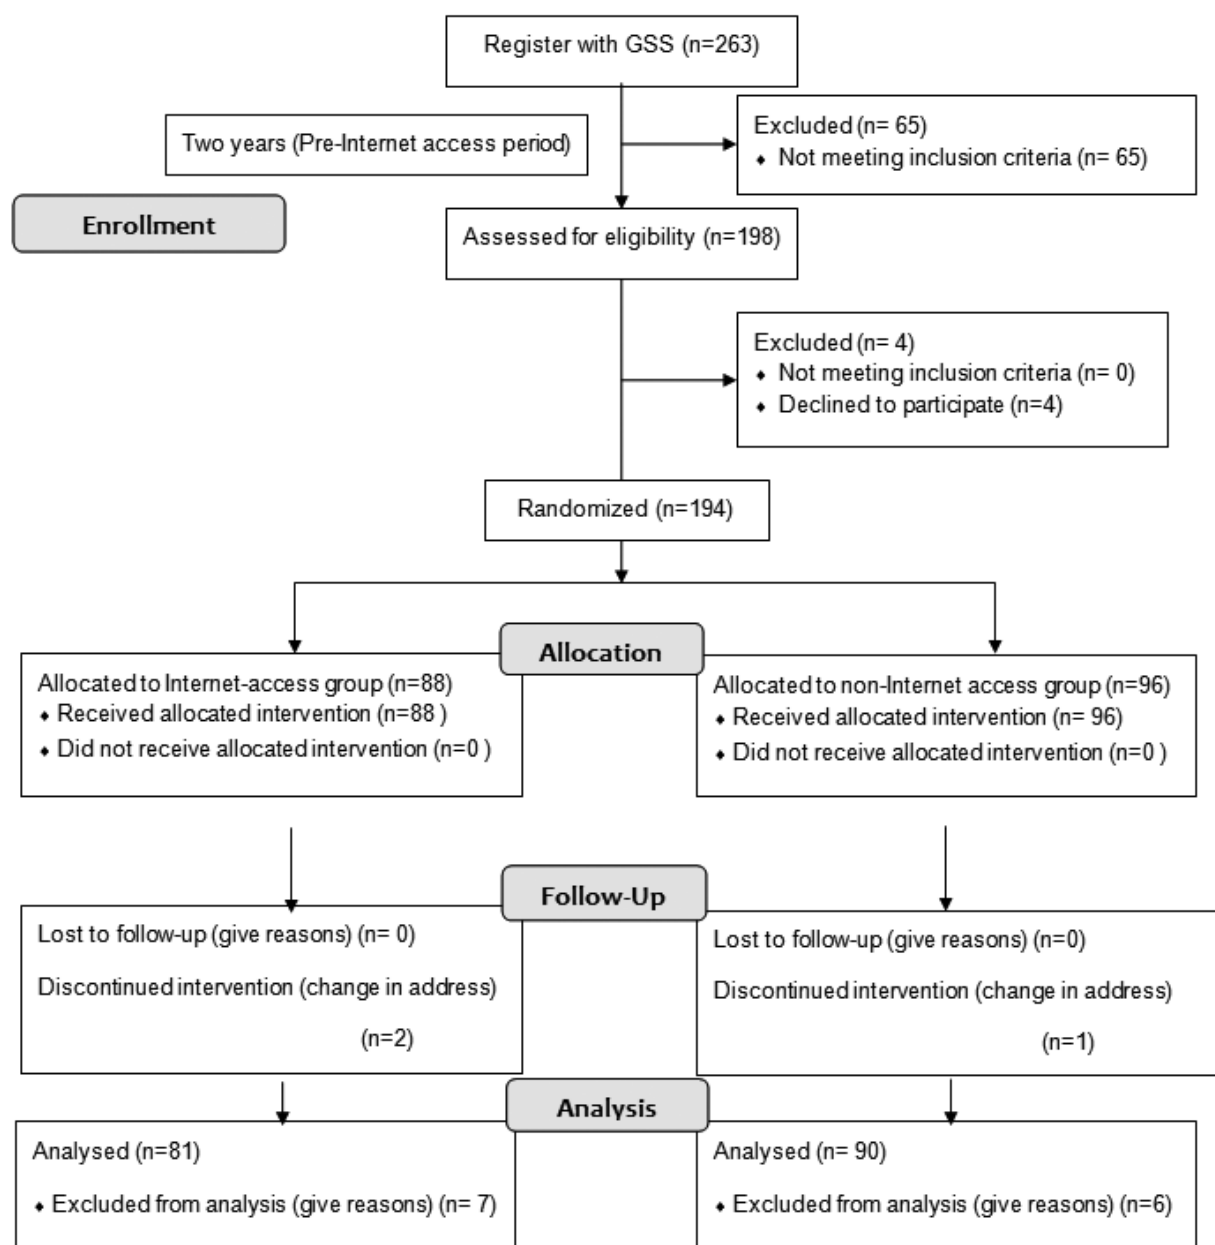 Register with GSS (n=263)
Two years (Pre-Internet access period)
Excluded (n= 65)
♦ Not meeting inclusion criteria (n= 65)
Enrollment
Assessed for eligibility (n=198)
Excluded (n= 4)
♦ Not meeting inclusion criteria (n= 0)
♦ Declined to participate (n=4)
Randomized (n=194)
Allocation
Allocated to Internet-access group (n=88)
♦ Received allocated intervention (n=88 )
♦ Did not receive allocated intervention (n=0 )
Allocated to non-Internet access group (n=96)
♦ Received allocated intervention (n= 96)
♦ Did not receive allocated intervention (n=0 )
Follow-Up
Lost to follow-up (give reasons) (n= 0)
Discontinued intervention (change in address)
(n=2)
Lost to follow-up (give reasons) (n=0)
Discontinued intervention (change in address)
(n=1)
Analysis
Analysed (n=81)
♦ Excluded from analysis (give reasons) (n= 7)
Analysed (n= 90)
♦ Excluded from analysis (give reasons) (n=6)